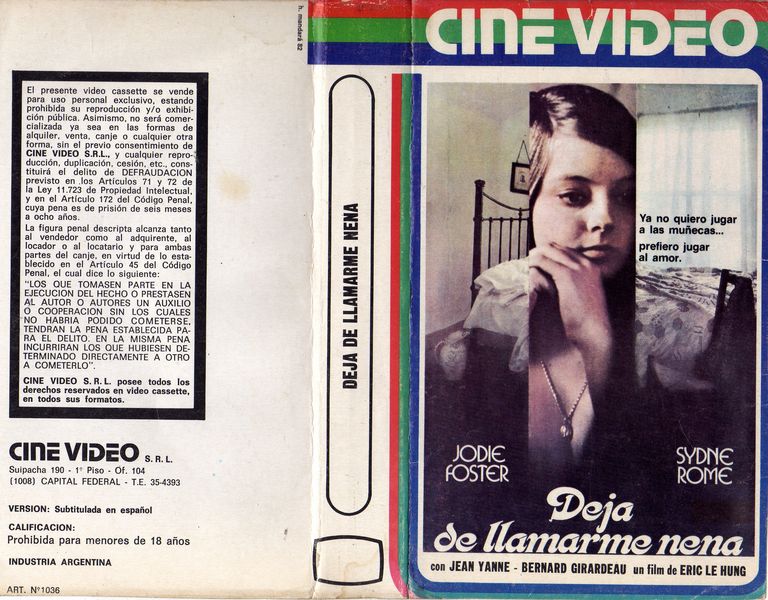 h. mandará 82
El presente video cassette se vende
para uso personal exclusivo, estando
prohibida su reproducción y/o exhibi-
ción pública. Asimismo, no será comer-
cializada ya sea en las formas de
alquiler, venta, canje o cualquier otra
forma, sin el previo consentimiento de
CINE VIDEO S.R.L., y cualquier repro-
ducción, duplicación, cesión, etc., cons-
tituirá el delito de DEFRAUDACION
previsto en los Artículos 71 y 72 de
la Ley 11.723 de Propiedad Intelectual,
y en el Artículo 172 del Código Penal,
cuya pena es de prisión de seis meses
a ocho años.
La figura penal descripta alcanza tanto
al vendedor como al adquirente, al
locador o al locatario y para ambas
partes del canje, en virtud de lo es-
tablecido en el Artículo 45 del Código
Penal, el cual dice lo siguiente:
"LOS QUE TOMASEN PARTE EN LA
EJECUCION DEL HECHO O PRESTASEN
AL AUTOR O AUTORES UN AUXILIO
O COOPERACION SIN LOS CUALES
NO HABRIA PODIDO COMETERSE,
TENDRAN LA PENA ESTABLECIDA PA-
RA EL DELITO. EN LA MISMA PENA
INCURRIRAN LOS QUE HUBIESEN DE-
TERMINADO DIRECTAMENTE A OTRO
A COMETERLO".
CINE VIDEO S.R.L. posee todos los
derechos reservados en video cassette,
en todos sus formatos.
CINE VIDEO S.R.L.
Suipacha 190 - 1º Piso - Of. 104
(1008) CAPITAL FEDERAL - T.E. 35-4393
VERSION: Subtitulada en español
CALIFICACION:
Prohibida para menores de 18 años
INDUSTRIA ARGENTINA
ART. Nº1036
DEJA DE LLAMARME NENA
CINE VIDEO
Ya no quiero jugar
a las muñecas...
prefiero jugar
al amor.
JODIE
FOSTER
SYDNE
ROME
Deja
de llamarme nena
con JEAN YANNE - BERNARD GIRARDEAU un film de ERIC LE HUNG